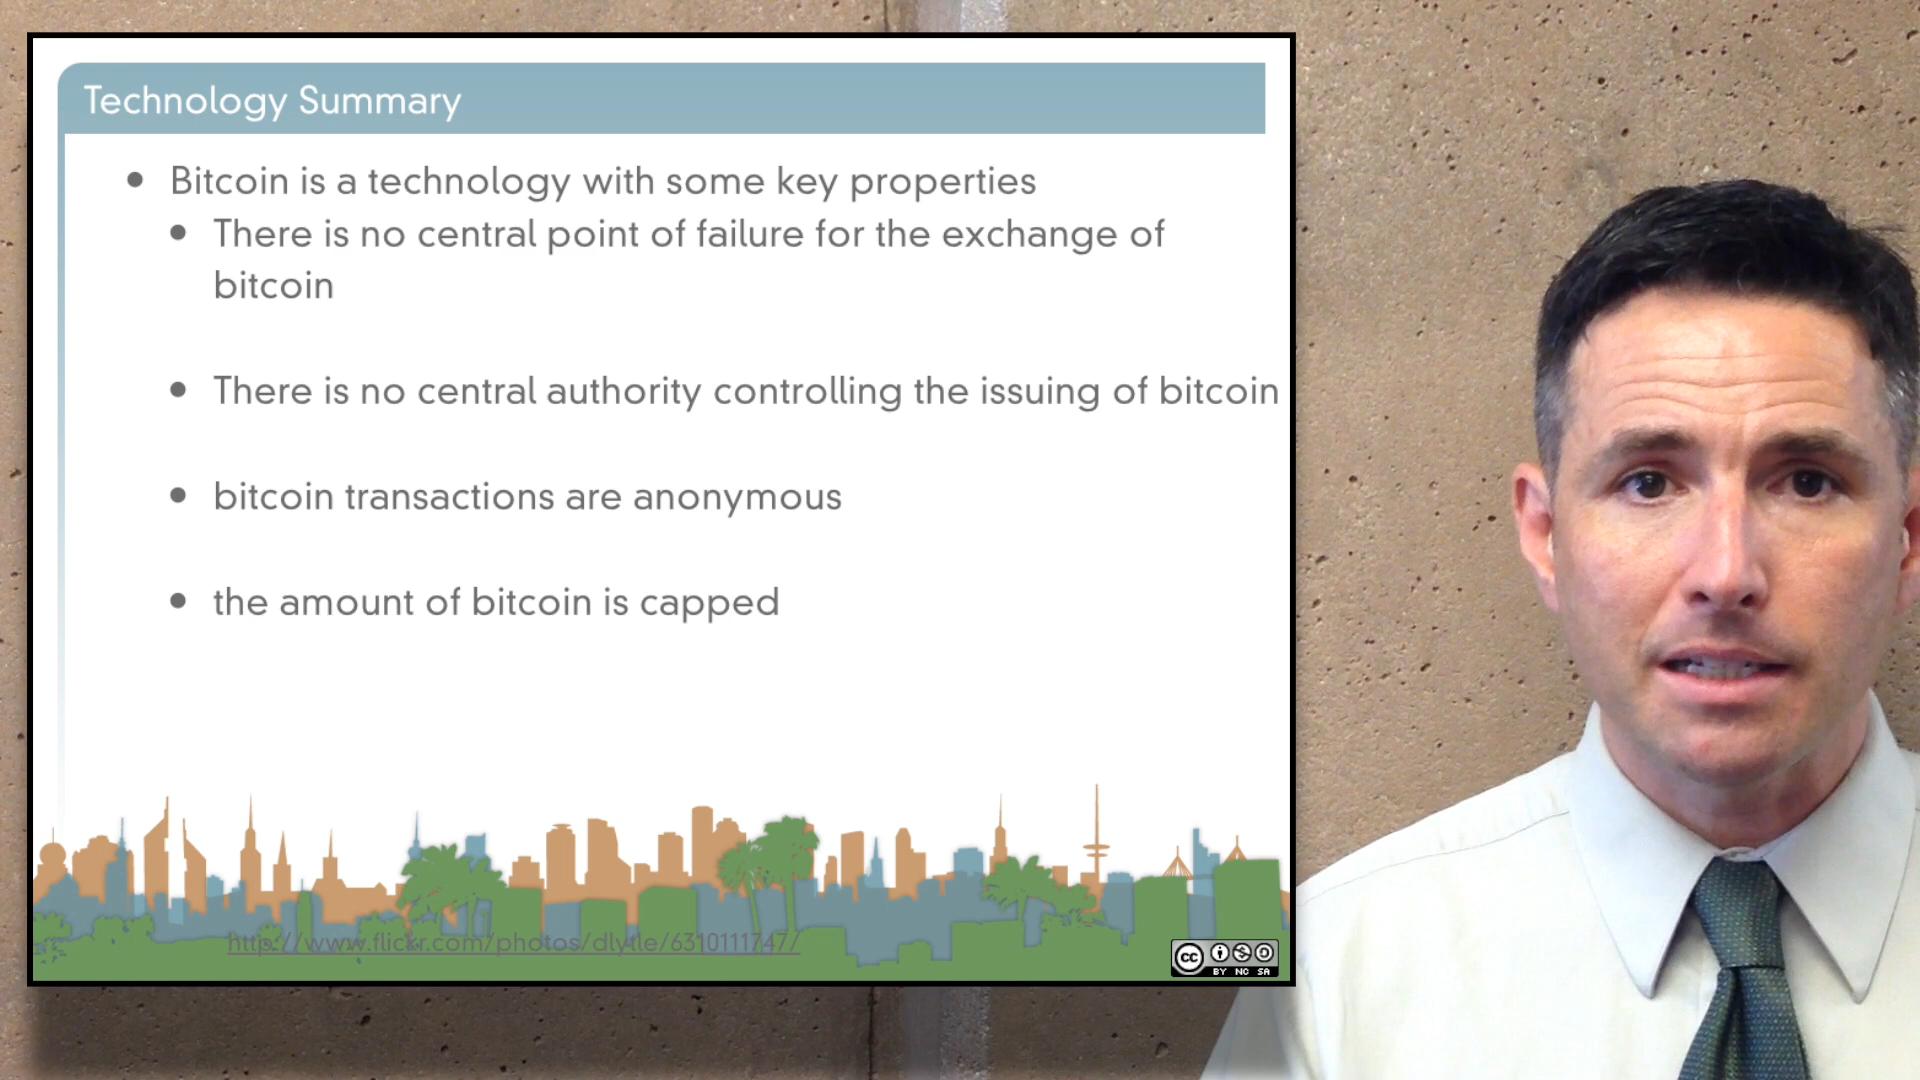 Technology Summary
Bitcoin is a technology with some key properties
There is no central point of failure for the exchange of
bitcoin
There is no central authority controlling the issuing of bitcoin
bitcoin transactions are anonymous
the amount of bitcoin is capped
http://www.flickr.com/photos/dlytle/6310111747/
cc
BY NC SA